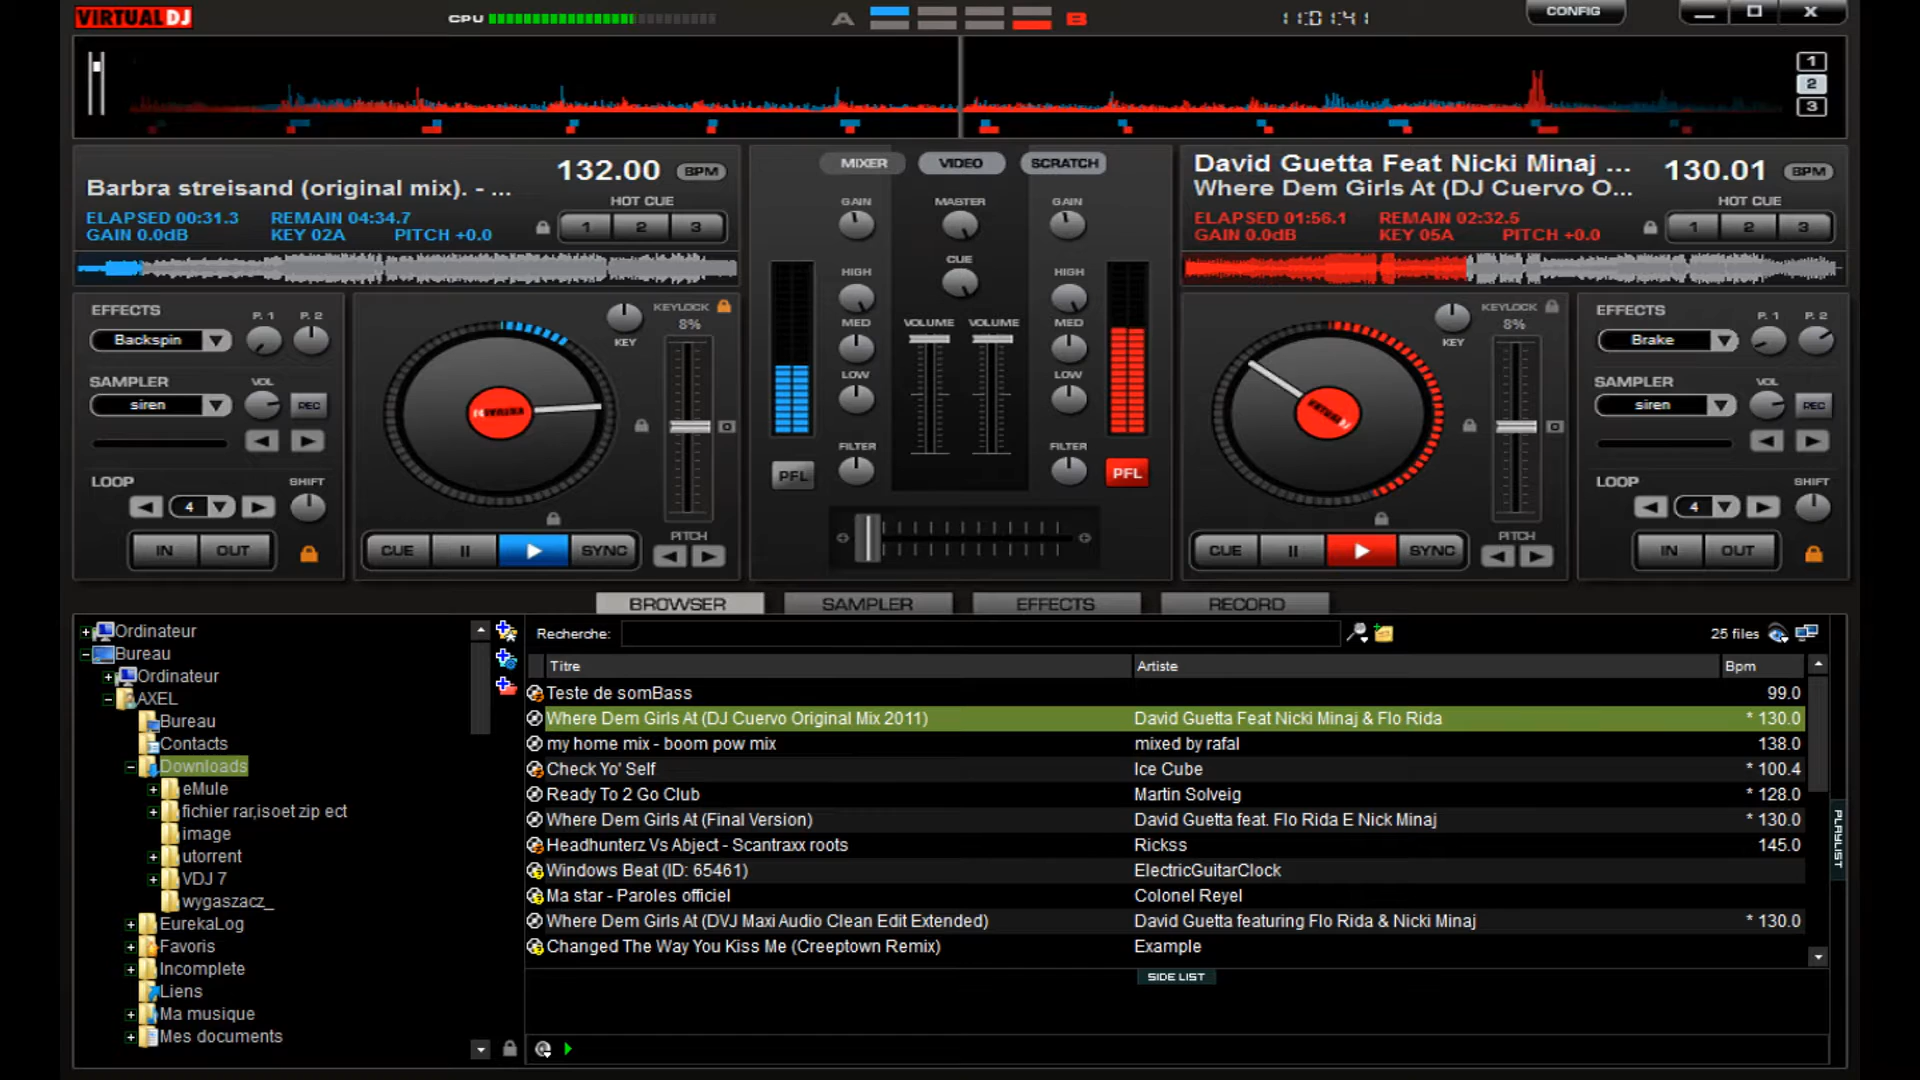 VIRTUAL DJ
CPU
A
B
11:01:41
CONFIG
X
1
2
3
Barbra streisand (original mix). - ...
132.00 BPM
HOT CUE
ELAPSED 00:31.3 REMAIN 04:34.7
GAIN 0.0dB KEY 02A PITCH +0.0
1 2 3
MIXER VIDEO SCRATCH
GAIN MASTER GAIN
CUE
HIGH HIGH
MED VOLUME VOLUME MED
LOW LOW
FILTER FILTER
PFL PFL
David Guetta Feat Nicki Minaj ...
Where Dem Girls At (DJ Cuervo O...
130.01 BPM
HOT CUE
ELAPSED 01:56.1 REMAIN 02:32.5
GAIN 0.0dB KEY 05A PITCH +0.0
1 2 3
EFFECTS P. 1 P. 2
Backspin
SAMPLER VOL
siren REC
LOOP SHIFT
4
IN OUT
KEYLOCK
8%
KEY
CUE SYNC
PITCH
KEYLOCK
8%
KEY
CUE SYNC
PITCH
EFFECTS P. 1 P. 2
Brake
SAMPLER VOL
siren REC
LOOP SHIFT
4
IN OUT
BROWSER SAMPLER EFFECTS RECORD
Ordinateur
Bureau
Ordinateur
AXEL
Bureau
Contacts
Downloads
eMule
fichier rar,isoet zip ect
image
utorrent
VDJ 7
wygaszacz_
EurekaLog
Favoris
Incomplete
Liens
Ma musique
Mes documents
Recherche: 25 files
Titre Artiste Bpm
Teste de somBass 99.0
Where Dem Girls At (DJ Cuervo Original Mix 2011) David Guetta Feat Nicki Minaj & Flo Rida * 130.0
my home mix - boom pow mix mixed by rafal 138.0
Check Yo' Self Ice Cube * 100.4
Ready To 2 Go Club Martin Solveig * 128.0
Where Dem Girls At (Final Version) David Guetta feat. Flo Rida E Nick Minaj * 130.0
Headhunterz Vs Abject - Scantraxx roots Rickss 145.0
Windows Beat (ID: 65461) ElectricGuitarClock
Ma star - Paroles officiel Colonel Reyel
Where Dem Girls At (DVJ Maxi Audio Clean Edit Extended) David Guetta featuring Flo Rida & Nicki Minaj * 130.0
Changed The Way You Kiss Me (Creeptown Remix) Example
SIDE LIST
PLAYLIST